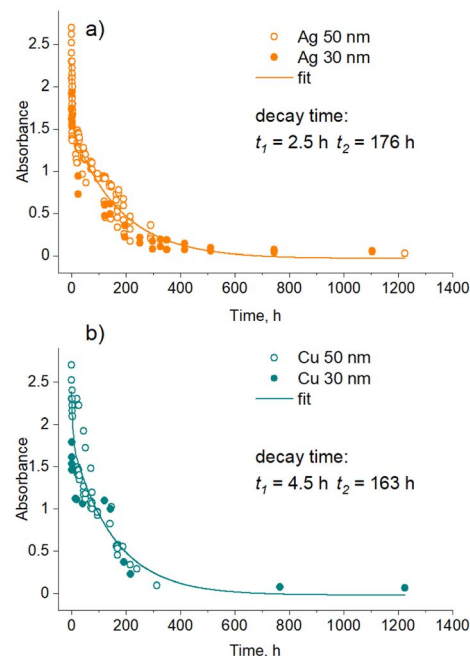 a)
Ag 50 nm
Ag 30 nm
fit
decay time:
t₁ = 2.5 h t₂ = 176 h
Absorbance
2.5
2
1.5
1
0.5
0
0 200 400 600 800 1000 1200 1400
Time, h
b)
Cu 50 nm
Cu 30 nm
fit
decay time:
t₁ = 4.5 h t₂ = 163 h
Absorbance
2.5
2
1.5
1
0.5
0
0 200 400 600 800 1000 1200 1400
Time, h